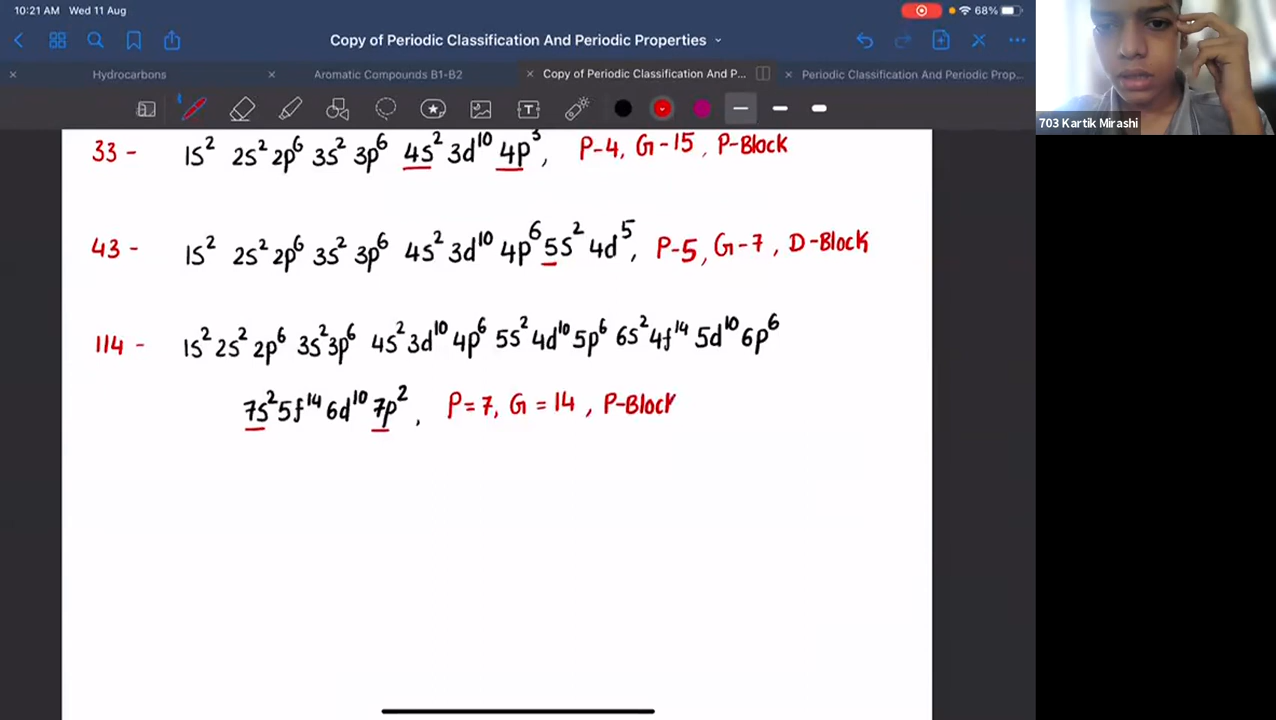 10:21 AM Wed 11 Aug
68%
Copy of Periodic Classification And Periodic Properties
Hydrocarbons
Aromatic Compounds B1-B2
Copy of Periodic Classification And P...
Periodic Classification And Periodic Prop...
703 Kartik Mirashi
33 - 1s² 2s² 2p⁶ 3s² 3p⁶ 4s² 3d¹⁰ 4p³, P-4, G-15, P-Block
43 - 1s² 2s² 2p⁶ 3s² 3p⁶ 4s² 3d¹⁰ 4p⁶ 5s² 4d⁵, P-5, G-7, D-Block
114 - 1s² 2s² 2p⁶ 3s² 3p⁶ 4s² 3d¹⁰ 4p⁶ 5s² 4d¹⁰ 5p⁶ 6s² 4f¹⁴ 5d¹⁰ 6p⁶
7s² 5f¹⁴ 6d¹⁰ 7p², P=7, G=14, P-Block